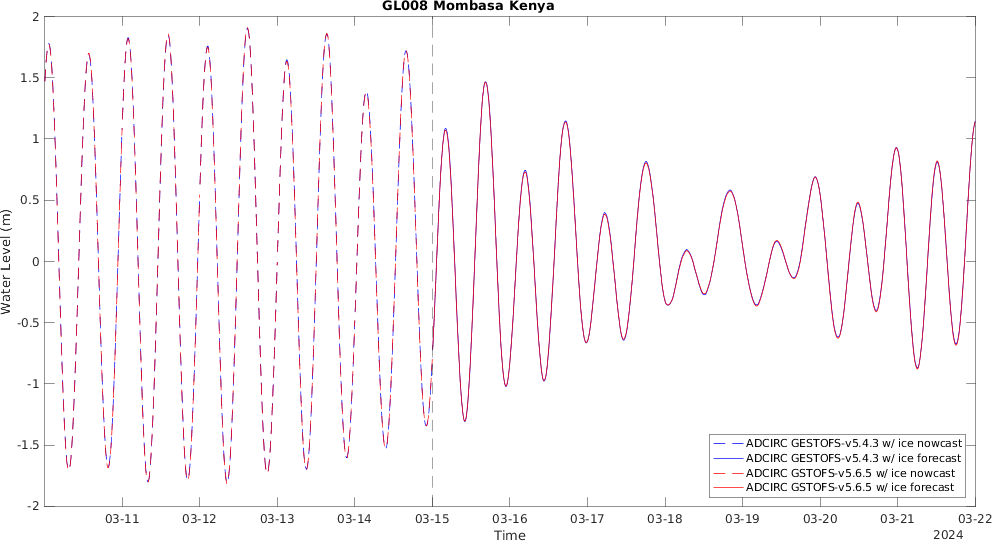 GL008 Mombasa Kenya
2
1.5
1
0.5
0
-0.5
-1
-1.5
-2
Water Level (m)
ADCIRC GESTOFS-v5.4.3 w/ ice nowcast
ADCIRC GESTOFS-v5.4.3 w/ ice forecast
ADCIRC GSTOFS-v5.6.5 w/ ice nowcast
ADCIRC GSTOFS-v5.6.5 w/ ice forecast
03-11 03-12 03-13 03-14 03-15 03-16 03-17 03-18 03-19 03-20 03-21 03-22
Time
2024